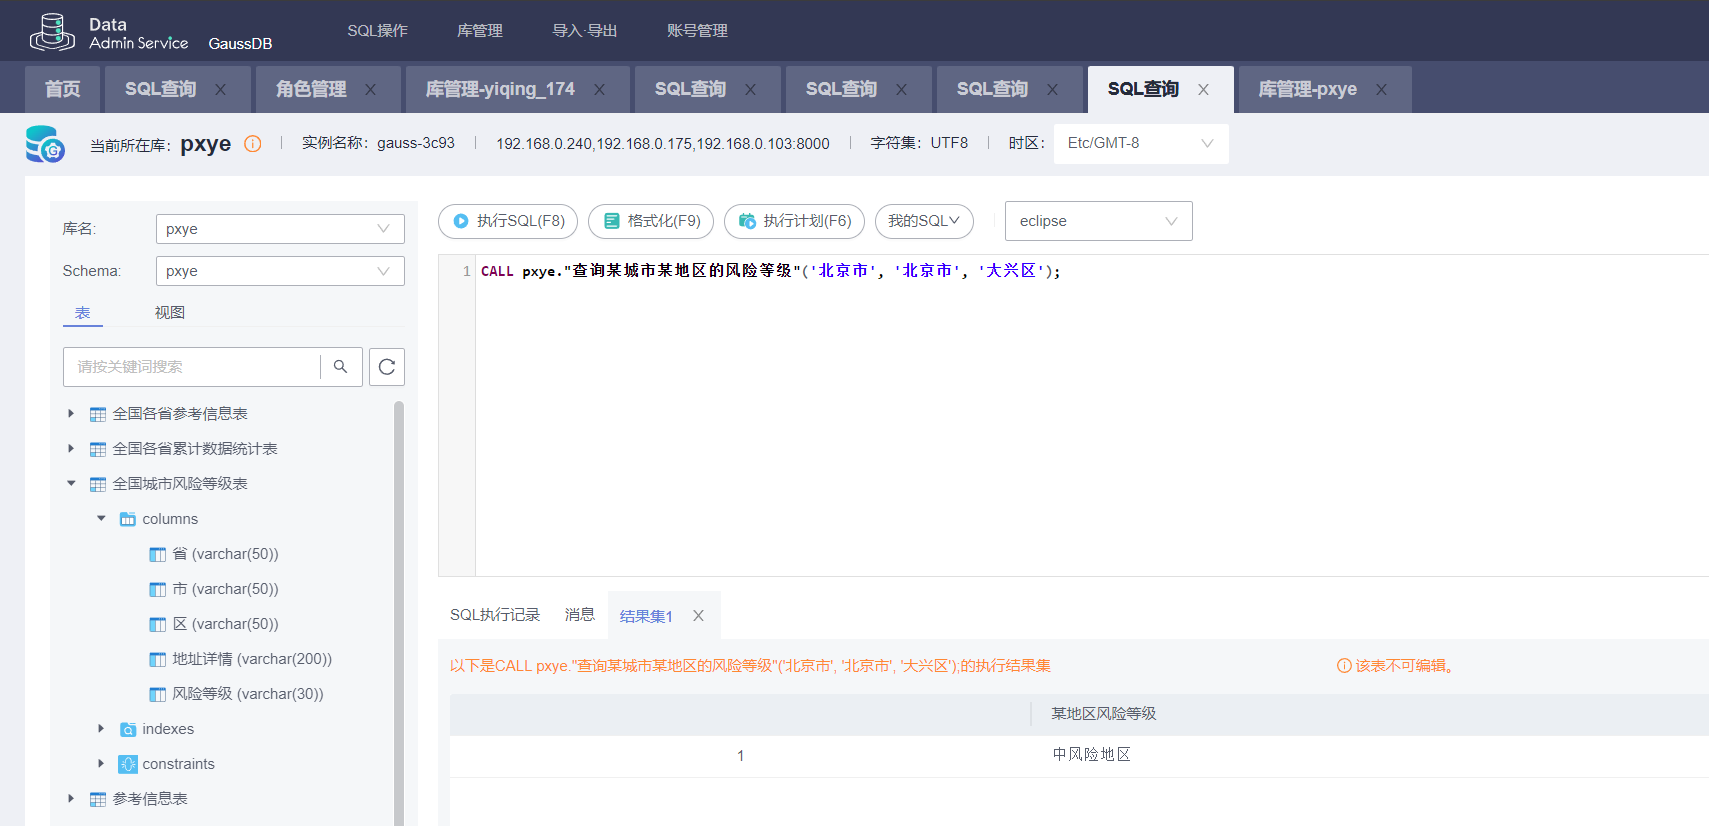 Data
Admin Service GaussDB
SQL操作 库管理 导入·导出 账号管理
首页 SQL查询 角色管理 库管理-yiqing_174 SQL查询 SQL查询 SQL查询 SQL查询 库管理-pxye
当前所在库: pxye 实例名称: gauss-3c93 192.168.0.240,192.168.0.175,192.168.0.103:8000 字符集: UTF8 时区: Etc/GMT-8
库名: pxye
Schema: pxye
表 视图
请按关键词搜索
全国各省参考信息表
全国各省累计数据统计表
全国城市风险等级表
columns
省 (varchar(50))
市 (varchar(50))
区 (varchar(50))
地址详情 (varchar(200))
风险等级 (varchar(30))
indexes
constraints
参考信息表
执行SQL(F8) 格式化(F9) 执行计划(F6) 我的SQL eclipse
1 CALL pxye."查询某城市某地区的风险等级"('北京市', '北京市', '大兴区');
SQL执行记录 消息 结果集1
以下是CALL pxye."查询某城市某地区的风险等级"('北京市', '北京市', '大兴区');的执行结果集 该表不可编辑。
某地区风险等级
1 中风险地区